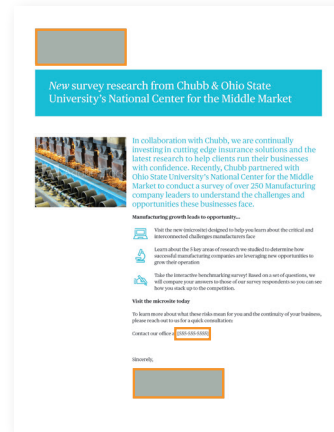 New survey research from Chubb & Ohio State
University's National Center for the Middle Market
In collaboration with Chubb, we are continually
investing in cutting edge insurance solutions and the
latest research to help clients run their businesses
with confidence. Recently, Chubb partnered with
Ohio State University's National Center for the Middle
Market to conduct a survey of over 250 Manufacturing
company leaders to understand the challenges and
opportunities these businesses face.
Manufacturing growth leads to opportunity...
Visit the new (microsite) designed to help you learn about the critical and
interconnected challenges manufacturers face
Learn about the 5 key areas of research we studied to determine how
successful manufacturing companies are leveraging new opportunities to
grow their operation
Take the interactive benchmarking survey! Based on a set of questions, we
will compare your answers to those of our survey respondents so you can see
how you stack up to the competition.
Visit the microsite today
To learn more about what these risks mean for you and the continuity of your business,
please reach out to us for a quick consultation:
Contact our office [555-555-5555]
Sincerely,